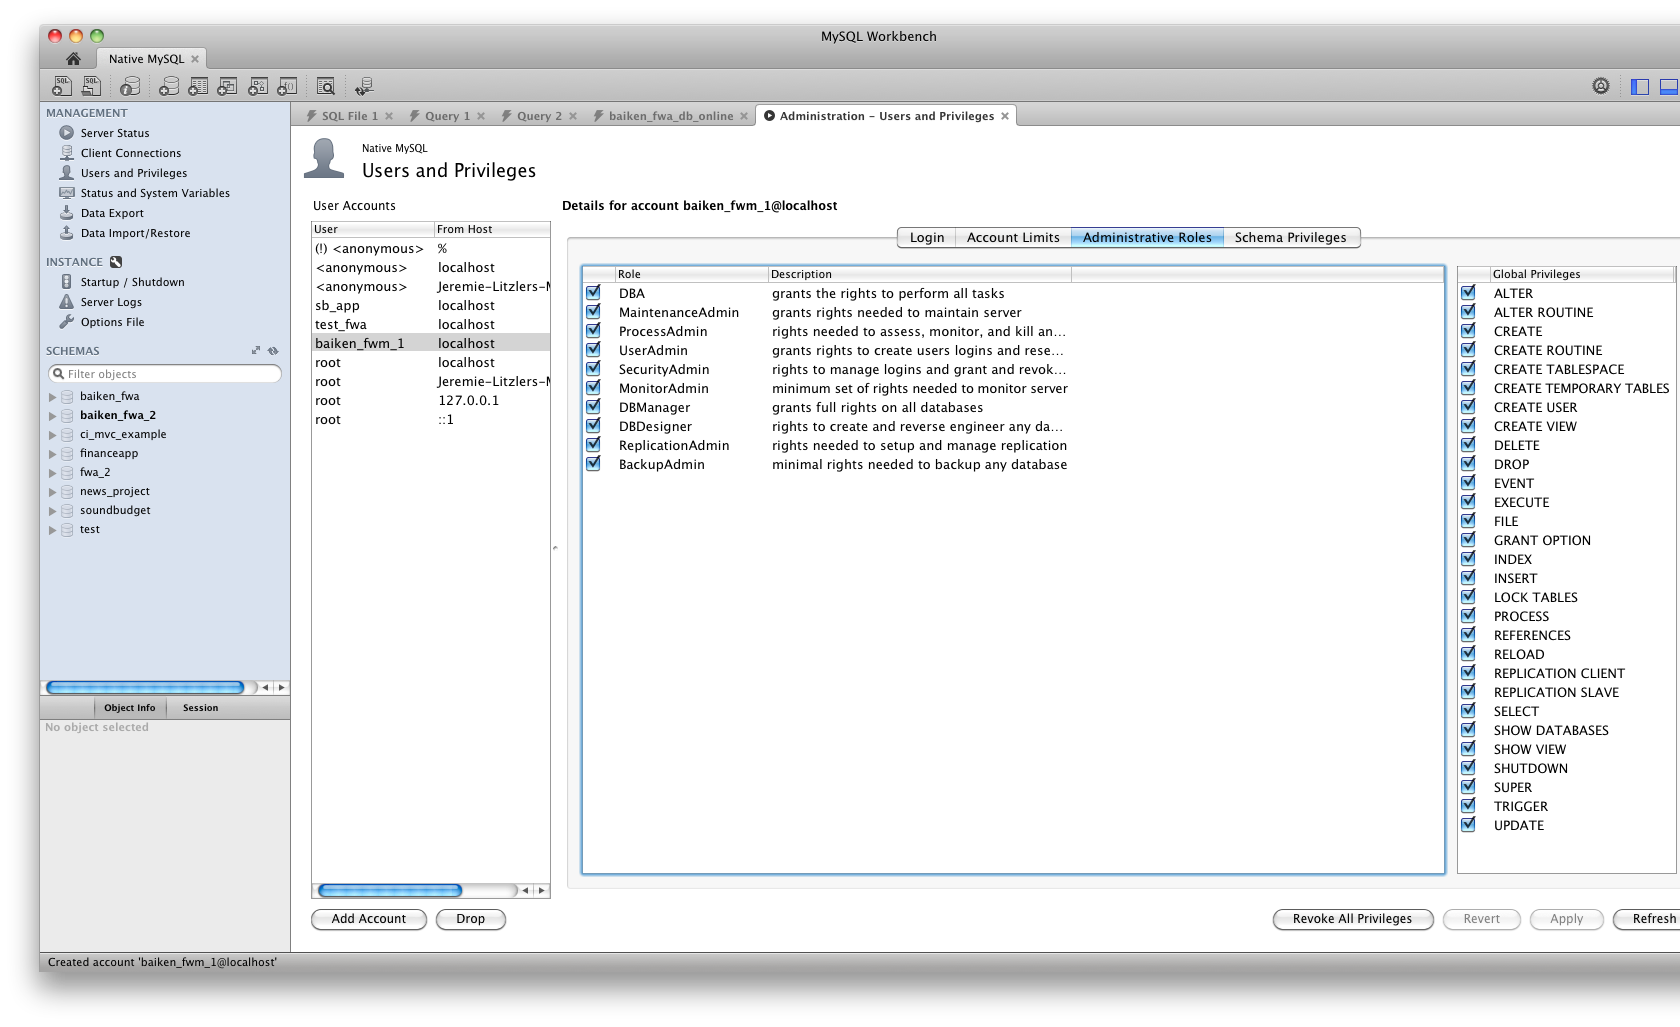 MySQL Workbench
Native MySQL
SQL SQL
MANAGEMENT
Server Status
Client Connections
Users and Privileges
Status and System Variables
Data Export
Data Import/Restore
INSTANCE
Startup / Shutdown
Server Logs
Options File
SCHEMAS
Filter objects
baiken_fwa
baiken_fwa_2
ci_mvc_example
financeapp
fwa_2
news_project
soundbudget
test
Object Info Session
No object selected
SQL File 1 Query 1 Query 2 baiken_fwa_db_online Administration - Users and Privileges
Native MySQL
Users and Privileges
User Accounts
User From Host
(!) <anonymous> %
<anonymous> localhost
<anonymous> Jeremie-Litzlers-M
sb_app localhost
test_fwa localhost
baiken_fwm_1 localhost
root localhost
root Jeremie-Litzlers-M
root 127.0.0.1
root ::1
Add Account Drop
Details for account baiken_fwm_1@localhost
Login Account Limits Administrative Roles Schema Privileges
Role Description
DBA grants the rights to perform all tasks
MaintenanceAdmin grants rights needed to maintain server
ProcessAdmin rights needed to assess, monitor, and kill an...
UserAdmin grants rights to create users logins and rese...
SecurityAdmin rights to manage logins and grant and revok...
MonitorAdmin minimum set of rights needed to monitor server
DBManager grants full rights on all databases
DBDesigner rights to create and reverse engineer any da...
ReplicationAdmin rights needed to setup and manage replication
BackupAdmin minimal rights needed to backup any database
Global Privileges
ALTER
ALTER ROUTINE
CREATE
CREATE ROUTINE
CREATE TABLESPACE
CREATE TEMPORARY TABLES
CREATE USER
CREATE VIEW
DELETE
DROP
EVENT
EXECUTE
FILE
GRANT OPTION
INDEX
INSERT
LOCK TABLES
PROCESS
REFERENCES
RELOAD
REPLICATION CLIENT
REPLICATION SLAVE
SELECT
SHOW DATABASES
SHOW VIEW
SHUTDOWN
SUPER
TRIGGER
UPDATE
Revoke All Privileges Revert Apply Refresh
Created account 'baiken_fwm_1@localhost'